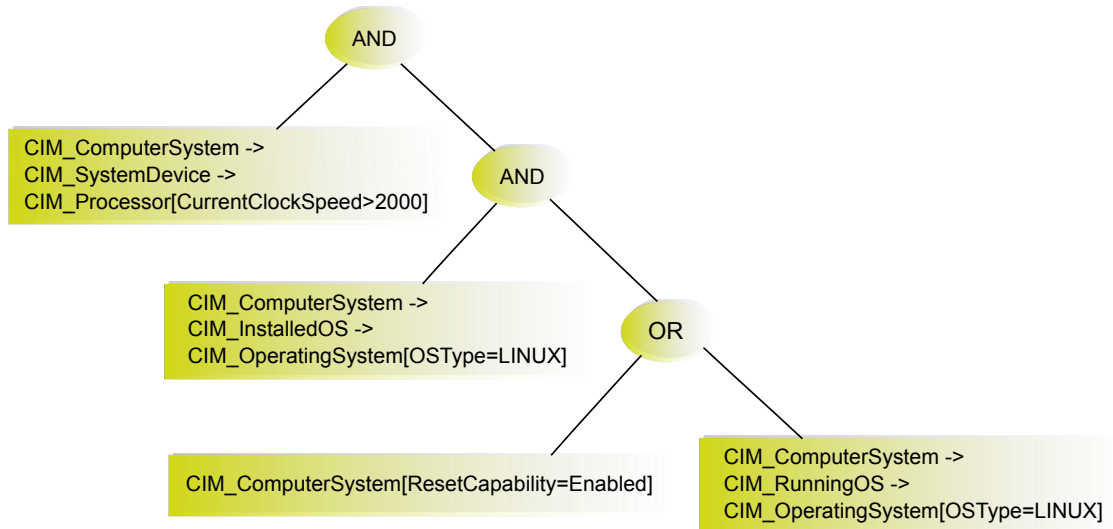 AND
CIM_ComputerSystem ->
CIM_SystemDevice ->
CIM_Processor[CurrentClockSpeed>2000]
AND
CIM_ComputerSystem ->
CIM_InstalledOS ->
CIM_OperatingSystem[OSType=LINUX]
OR
CIM_ComputerSystem[ResetCapability=Enabled]
CIM_ComputerSystem ->
CIM_RunningOS ->
CIM_OperatingSystem[OSType=LINUX]